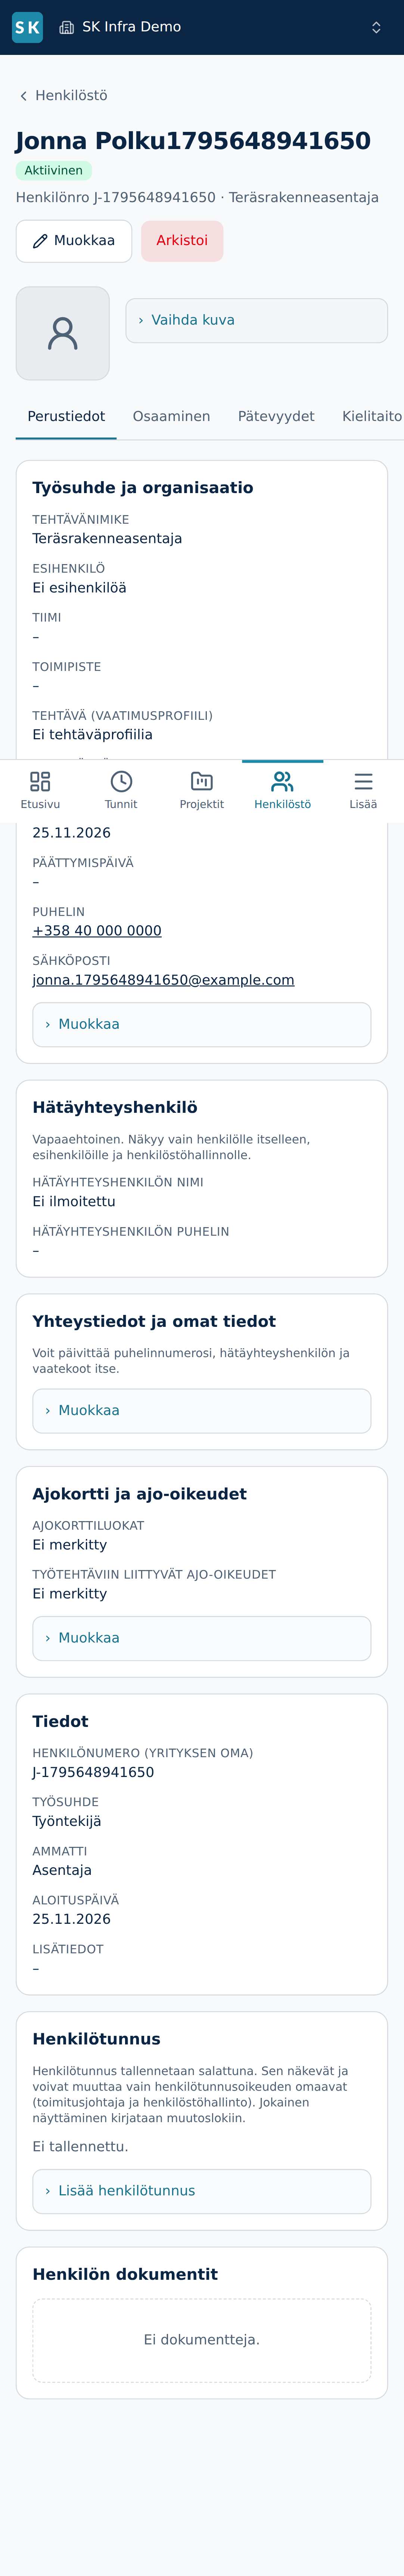 SK
SK Infra Demo
Henkilöstö
Jonna Polku1795648941650
Aktiivinen
Henkilönro J-1795648941650 · Teräsrakenneasentaja
Muokkaa
Arkistoi
› Vaihda kuva
Perustiedot
Osaaminen
Pätevyydet
Kielitaito
Työsuhde ja organisaatio
TEHTÄVÄNIMIKE
Teräsrakenneasentaja
ESIHENKILÖ
Ei esihenkilöä
TIIMI
–
TOIMIPISTE
–
TEHTÄVÄ (VAATIMUSPROFIILI)
Ei tehtäväprofiilia
Etusivu
Tunnit
Projektit
Henkilöstö
Lisää
25.11.2026
PÄÄTTYMISPÄIVÄ
–
PUHELIN
+358 40 000 0000
SÄHKÖPOSTI
jonna.1795648941650@example.com
› Muokkaa
Hätäyhteyshenkilö
Vapaaehtoinen. Näkyy vain henkilölle itselleen,
esihenkilöille ja henkilöstöhallinnolle.
HÄTÄYHTEYSHENKILÖN NIMI
Ei ilmoitettu
HÄTÄYHTEYSHENKILÖN PUHELIN
–
Yhteystiedot ja omat tiedot
Voit päivittää puhelinnumerosi, hätäyhteyshenkilön ja
vaatekoot itse.
› Muokkaa
Ajokortti ja ajo-oikeudet
AJOKORTTILUOKAT
Ei merkitty
TYÖTEHTÄVIIN LIITTYVÄT AJO-OIKEUDET
Ei merkitty
› Muokkaa
Tiedot
HENKILÖNUMERO (YRITYKSEN OMA)
J-1795648941650
TYÖSUHDE
Työntekijä
AMMATTI
Asentaja
ALOITUSPÄIVÄ
25.11.2026
LISÄTIEDOT
–
Henkilötunnus
Henkilötunnus tallennetaan salattuna. Sen näkevät ja
voivat muuttaa vain henkilötunnusoikeuden omaavat
(toimitusjohtaja ja henkilöstöhallinto). Jokainen
näyttäminen kirjataan muutoslokiin.
Ei tallennettu.
› Lisää henkilötunnus
Henkilön dokumentit
Ei dokumentteja.